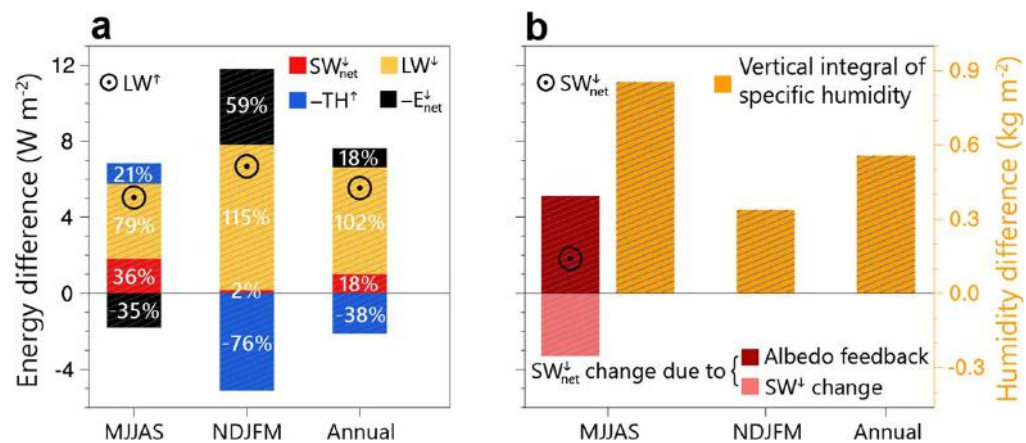 a
b
Energy difference (W m⁻²)
12
8
4
0
-4
LW↑
SW↓net
LW↓
−TH↑
−E↓net
21%
79%
36%
-35%
59%
115%
2%
-76%
18%
102%
18%
-38%
MJJAS
NDJFM
Annual
SW↓net
Vertical integral of
specific humidity
SW↓net change due to {
Albedo feedback
SW↓ change
MJJAS
NDJFM
Annual
0.9
0.6
0.3
0.0
-0.3
Humidity difference (kg m⁻²)